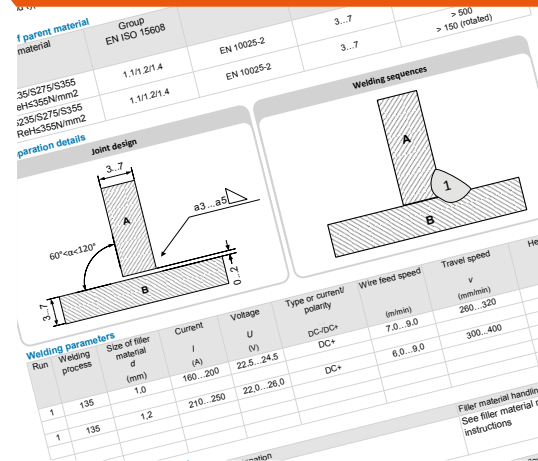 f parent material
material
Group
EN ISO 15608
3...7
> 500
35/S275/S355
eH≤355N/mm2
1.1/1.2/1.4
EN 10025-2
3...7
> 150 (rotated)
S235/S275/S355
ReH≤355N/mm2
1.1/1.2/1.4
EN 10025-2
paration details
Joint design
Welding sequences
3...7
A
a3...a5
60°<α<120°
B
3...7
0...2
A
1
B
Welding parameters
Run
Welding process
Size of filler material
d
(mm)
Current
I
(A)
Voltage
U
(V)
Type or current/ polarity
DC-/DC+
Wire feed speed
(m/min)
Travel speed
v
(mm/min)
He
1
135
1,0
160...200
22.5...24,5
DC+
7,0...9.0
260...320
1
135
1,2
210...250
22,0...26,0
DC+
6,0...9,0
300...400
Filler material handlin
See filler material
instructions